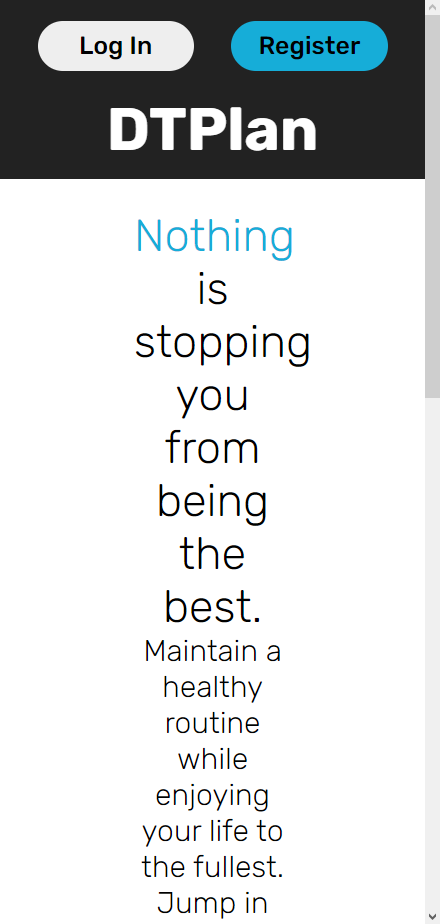 Log In Register
DTPlan
Nothing
is
stopping
you
from
being
the
best.
Maintain a
healthy
routine
while
enjoying
your life to
the fullest.
Jump in